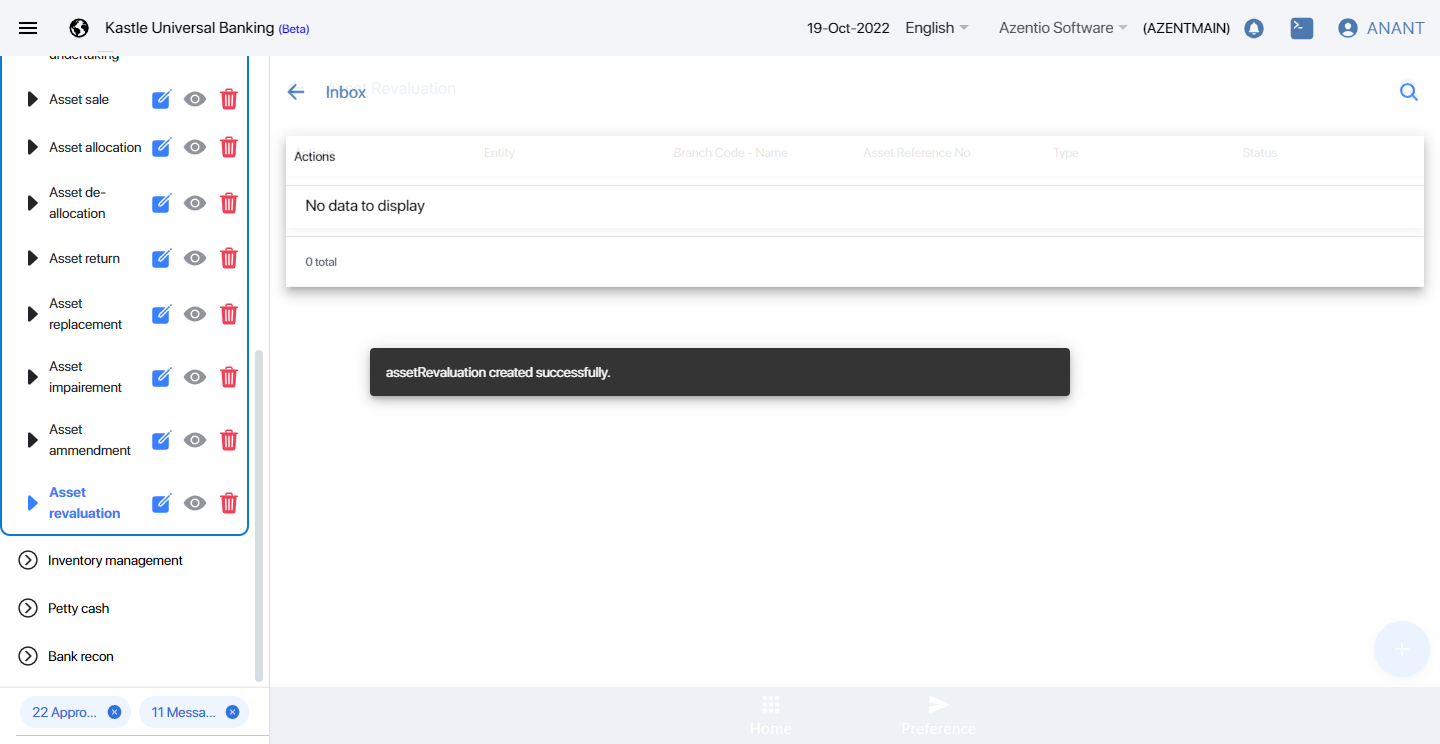 Kastle Universal Banking (Beta)
19-Oct-2022 English Azentio Software (AZENTMAIN) ANANT
undertaking
Asset sale
Asset allocation
Asset de-
allocation
Asset return
Asset
replacement
Asset
impairement
Asset
ammendment
Asset
revaluation
Inventory management
Petty cash
Bank recon
22 Appro...
11 Messa...
Inbox
Asset Revaluation
Actions Entity Branch Code - Name Asset Reference No Type Status
No data to display
0 total
assetRevaluation created successfully.
Home
Preference